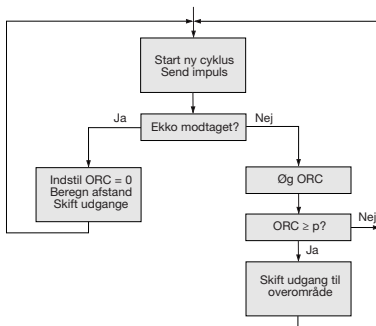 Start ny cyklus
Send impuls
Ekko modtaget?
Ja
Nej
Indstil ORC = 0
Beregn afstand
Skift udgange
Øg ORC
ORC ≥ p?
Nej
Ja
Skift udgang til
overområde